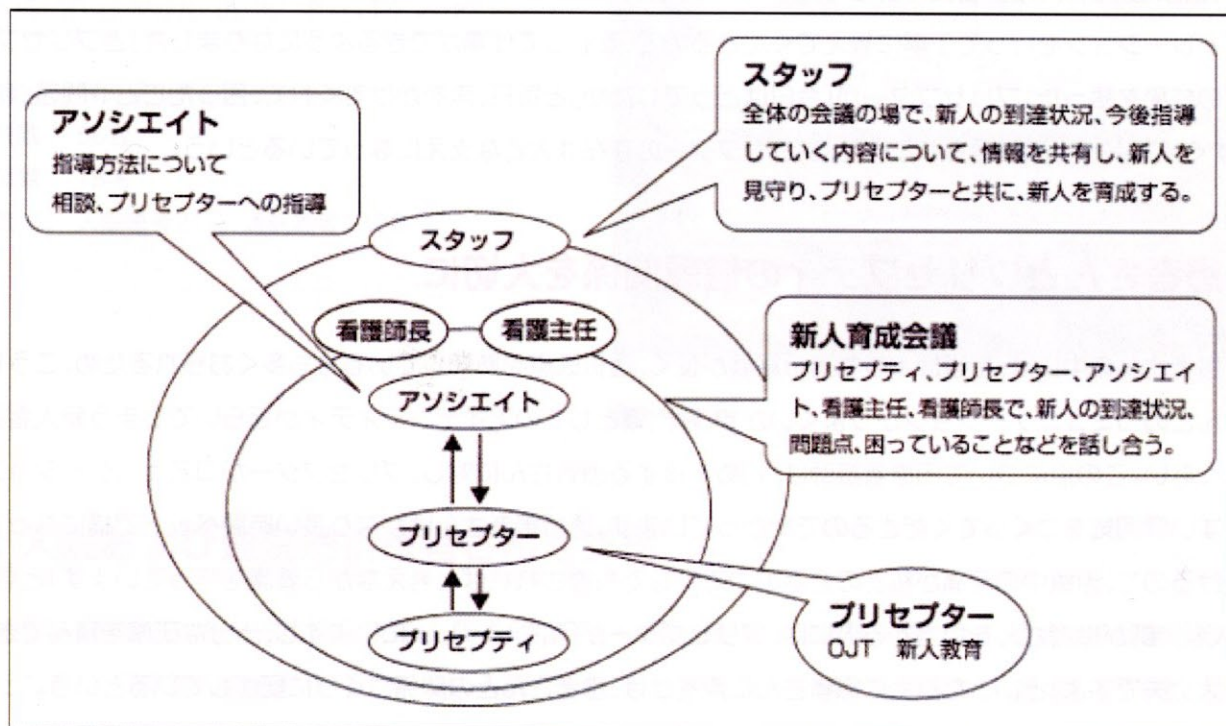 スタッフ
全体の会議の場で、新人の到達状況、今後指導
していく内容について、情報を共有し、新人を
見守り、プリセプターと共に、新人を育成する。
アソシエイト
指導方法について
相談、プリセプターへの指導
スタッフ
看護師長
看護主任
アソシエイト
プリセプター
プリセプティ
新人育成会議
プリセプティ、プリセプター、アソシエイ
ト、看護主任、看護師長で、新人の到達状況、
問題点、困っていることなどを話し合う。
プリセプター
OJT 新人教育